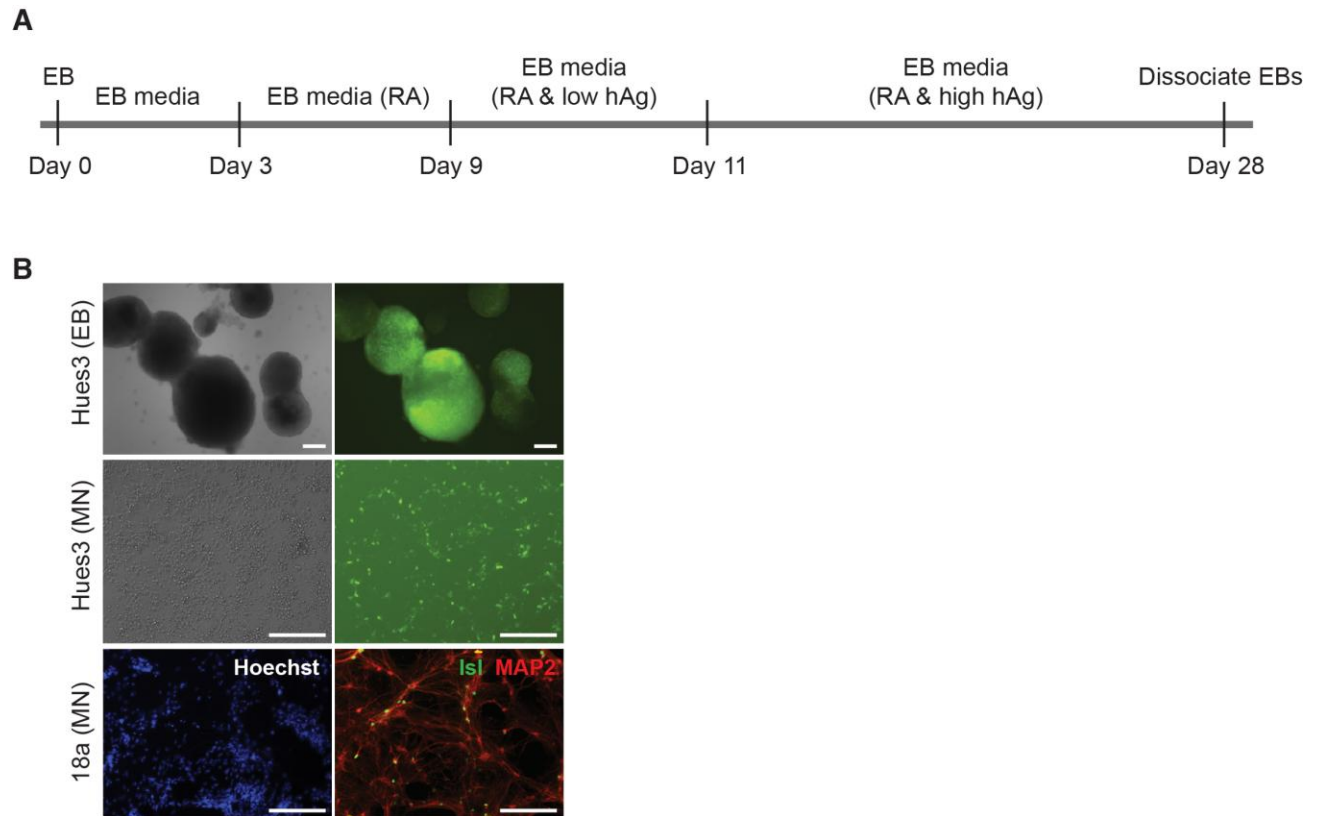 A
EB
EB media
EB media (RA)
EB media
(RA & low hAg)
EB media
(RA & high hAg)
Dissociate EBs
Day 0
Day 3
Day 9
Day 11
Day 28
B
Hues3 (EB)
Hues3 (MN)
18a (MN)
Hoechst
Isl MAP2